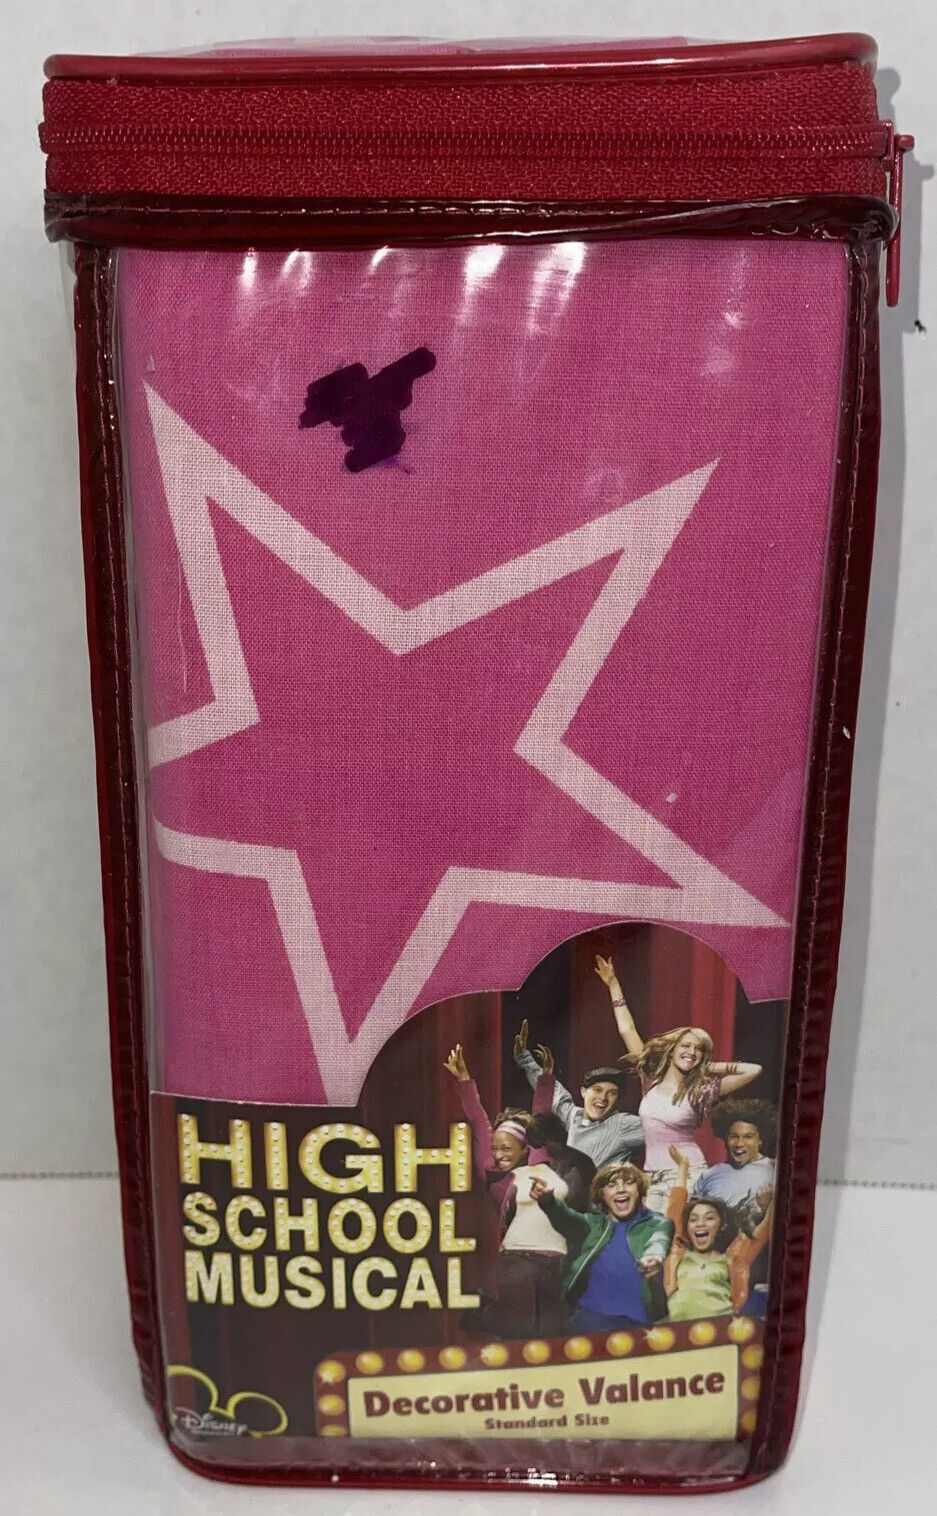 HIGH
SCHOOL
MUSICAL
Disney
Decorative Valance
Standard Size